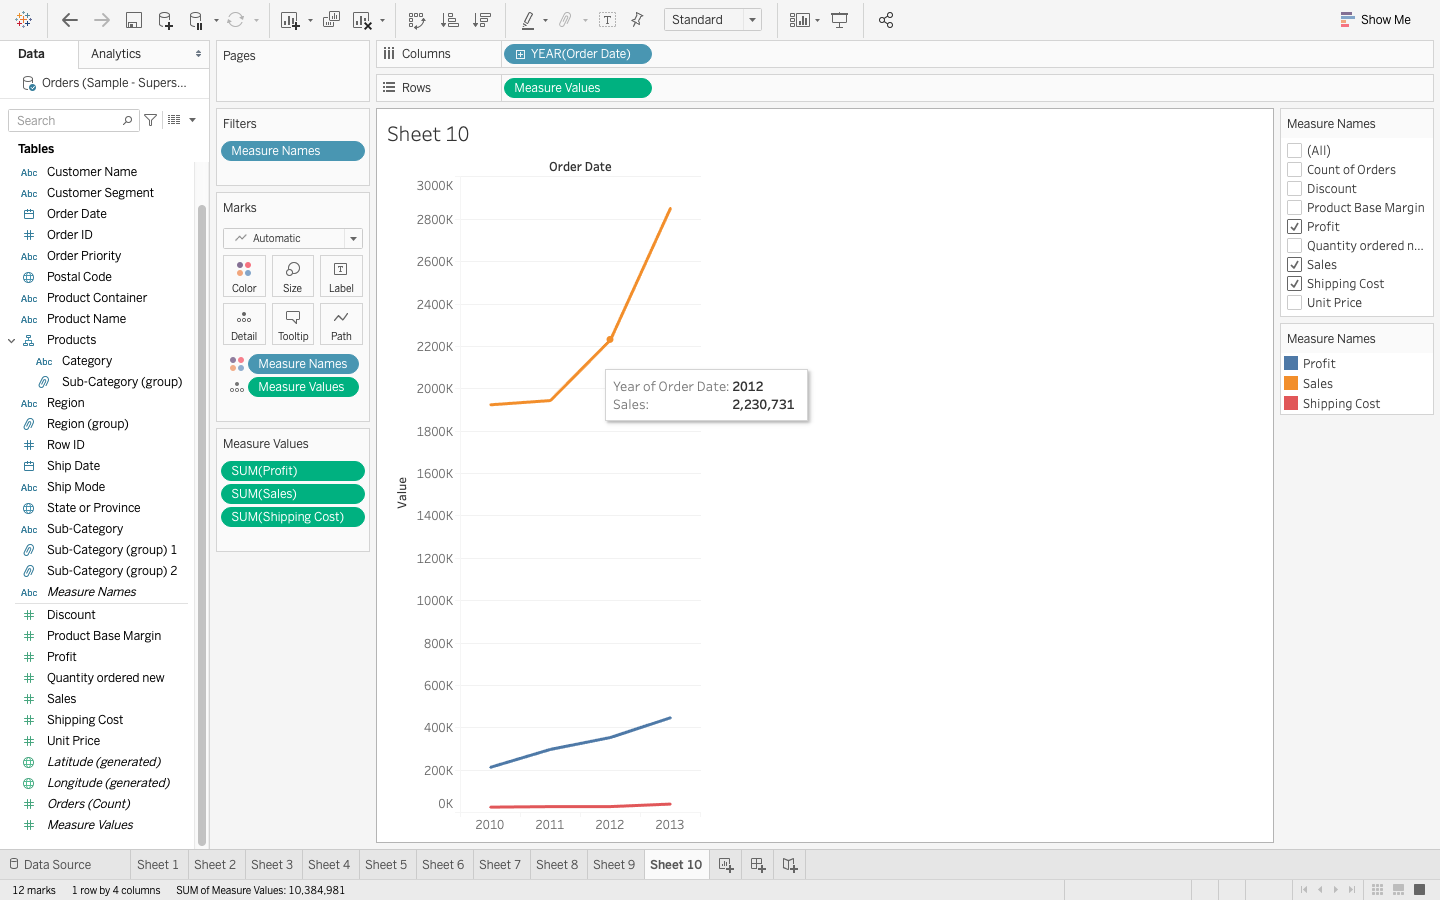 Standard
Show Me
Data
Analytics
Orders (Sample - Supers...
Search
Tables
Abc Customer Name
Abc Customer Segment
Order Date
Order ID
Abc Order Priority
Postal Code
Abc Product Container
Abc Product Name
Products
Abc Category
Sub-Category (group)
Abc Region
Region (group)
Row ID
Ship Date
Abc Ship Mode
State or Province
Abc Sub-Category
Sub-Category (group) 1
Sub-Category (group) 2
Abc Measure Names
Discount
Product Base Margin
Profit
Quantity ordered new
Sales
Shipping Cost
Unit Price
Latitude (generated)
Longitude (generated)
Orders (Count)
Measure Values
Pages
Filters
Measure Names
Marks
Automatic
Color
Size
Label
Detail
Tooltip
Path
Measure Names
Measure Values
Measure Values
SUM(Profit)
SUM(Sales)
SUM(Shipping Cost)
Columns
YEAR(Order Date)
Rows
Measure Values
Sheet 10
Order Date
3000K
2800K
2600K
2400K
2200K
2000K
1800K
1600K
1400K
1200K
1000K
800K
600K
400K
200K
0K
Value
2010
2011
2012
2013
Year of Order Date: 2012
Sales: 2,230,731
Measure Names
(All)
Count of Orders
Discount
Product Base Margin
Profit
Quantity ordered n...
Sales
Shipping Cost
Unit Price
Measure Names
Profit
Sales
Shipping Cost
Data Source
Sheet 1
Sheet 2
Sheet 3
Sheet 4
Sheet 5
Sheet 6
Sheet 7
Sheet 8
Sheet 9
Sheet 10
12 marks
1 row by 4 columns
SUM of Measure Values: 10,384,981